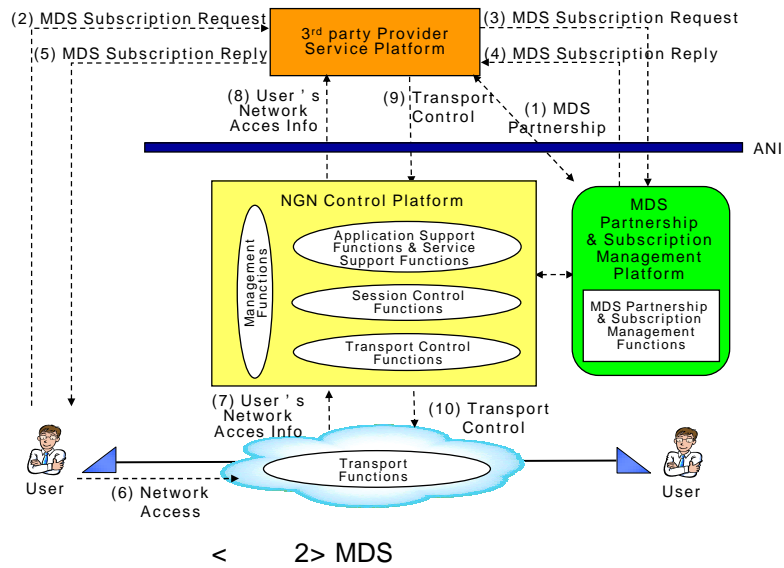 (2) MDS Subscription Request
(5) MDS Subscription Reply
3rd party Provider
Service Platform
(3) MDS Subscription Request
(4) MDS Subscription Reply
(8) User ' s
Network
Acces Info
(9) Transport
Control
(1) MDS
Partnership
ANI
NGN Control Platform
Management
Functions
Application Support
Functions & Service
Support Functions
Session Control
Functions
Transport Control
Functions
MDS
Partnership
& Subscription
Management
Platform
MDS Partnership
& Subscription
Management
Functions
(7) User ' s
Network
Acces Info
(10) Transport
Control
Transport
Functions
User
(6) Network
Access
User
< 2> MDS